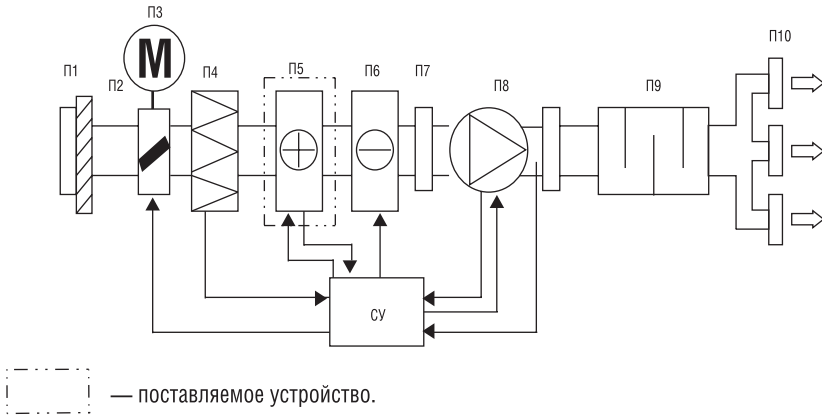 П3
М
П10
П1
П2
П4
П5
П6
П7
П8
П9
СУ
— поставляемое устройство.